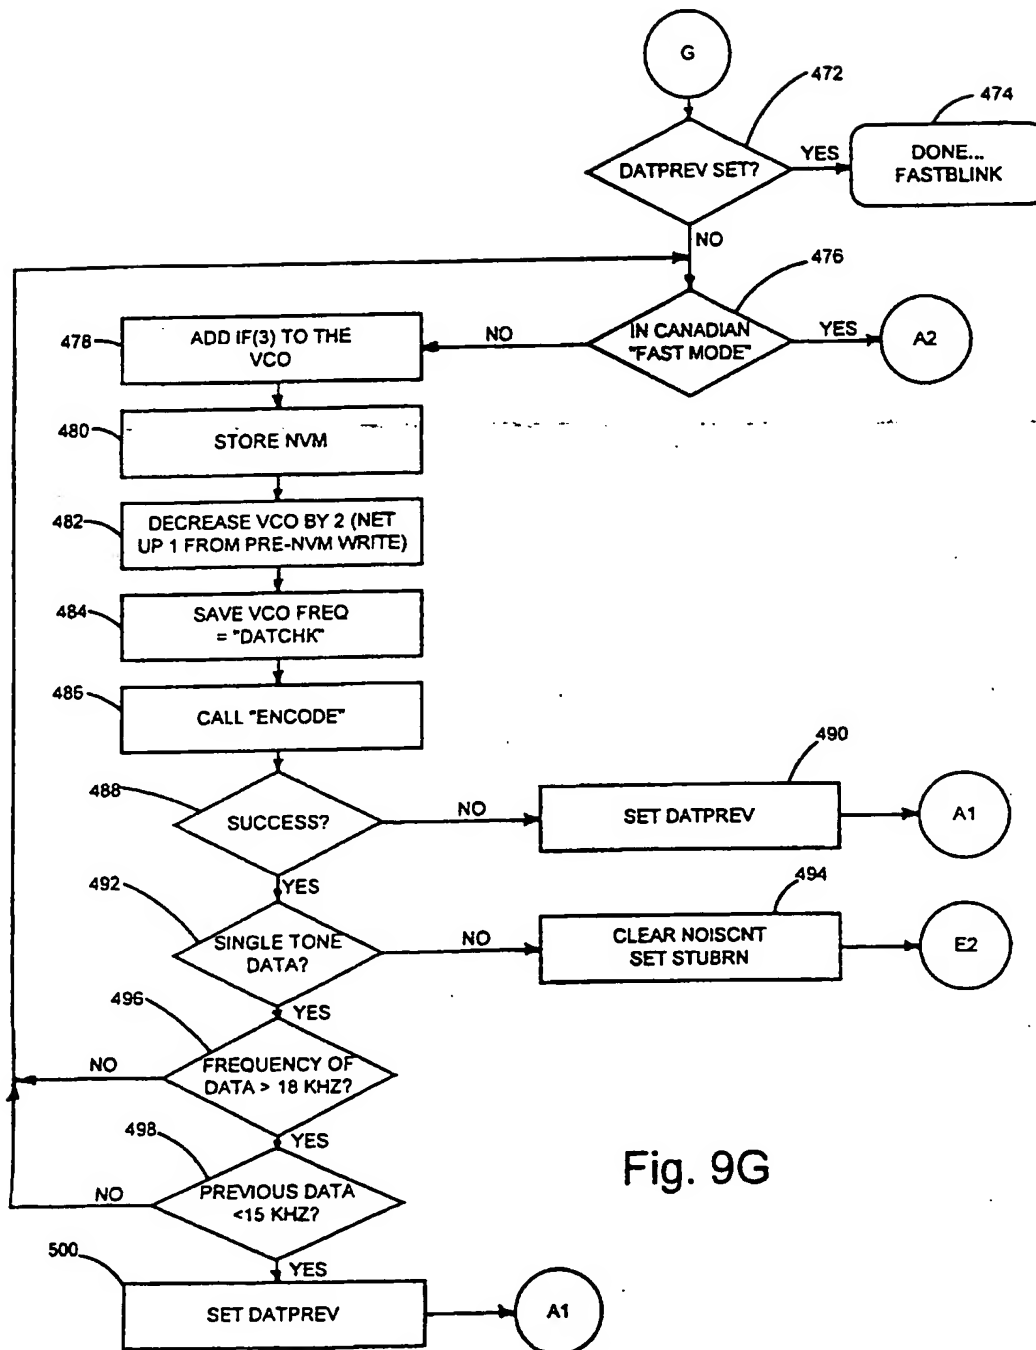 G
472
474
DATPREV SET?
YES
DONE...
FASTBLINK
NO
476
478
ADD IF(3) TO THE
VCO
NO
IN CANADIAN
"FAST MODE"
YES
A2
480
STORE NVM
482
DECREASE VCO BY 2 (NET
UP 1 FROM PRE-NVM WRITE)
484
SAVE VCO FREQ
= "DATCHK"
486
CALL "ENCODE"
490
488
SUCCESS?
NO
SET DATPREV
A1
YES
492
494
SINGLE TONE
DATA?
NO
CLEAR NOISCNT
SET STUBRN
E2
YES
496
NO
FREQUENCY OF
DATA > 18 KHZ?
YES
498
NO
PREVIOUS DATA
<15 KHZ?
Fig. 9G
YES
500
SET DATPREV
A1